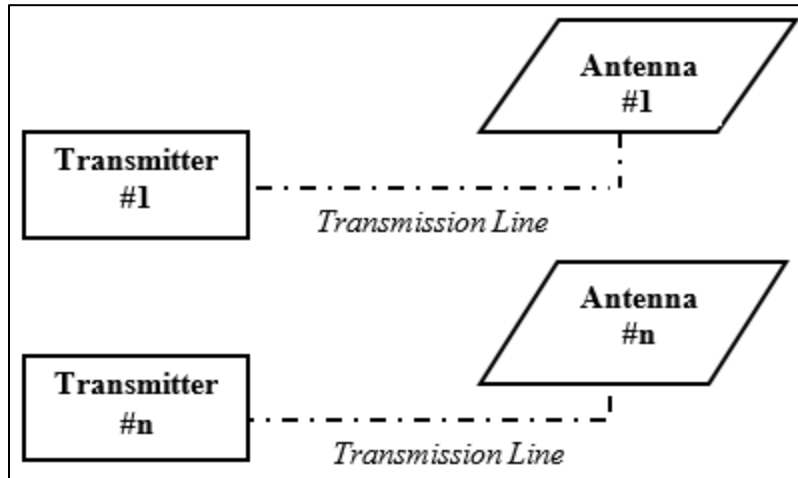 Antenna
#1
Transmitter
#1
Transmission Line
Antenna
#n
Transmitter
#n
Transmission Line